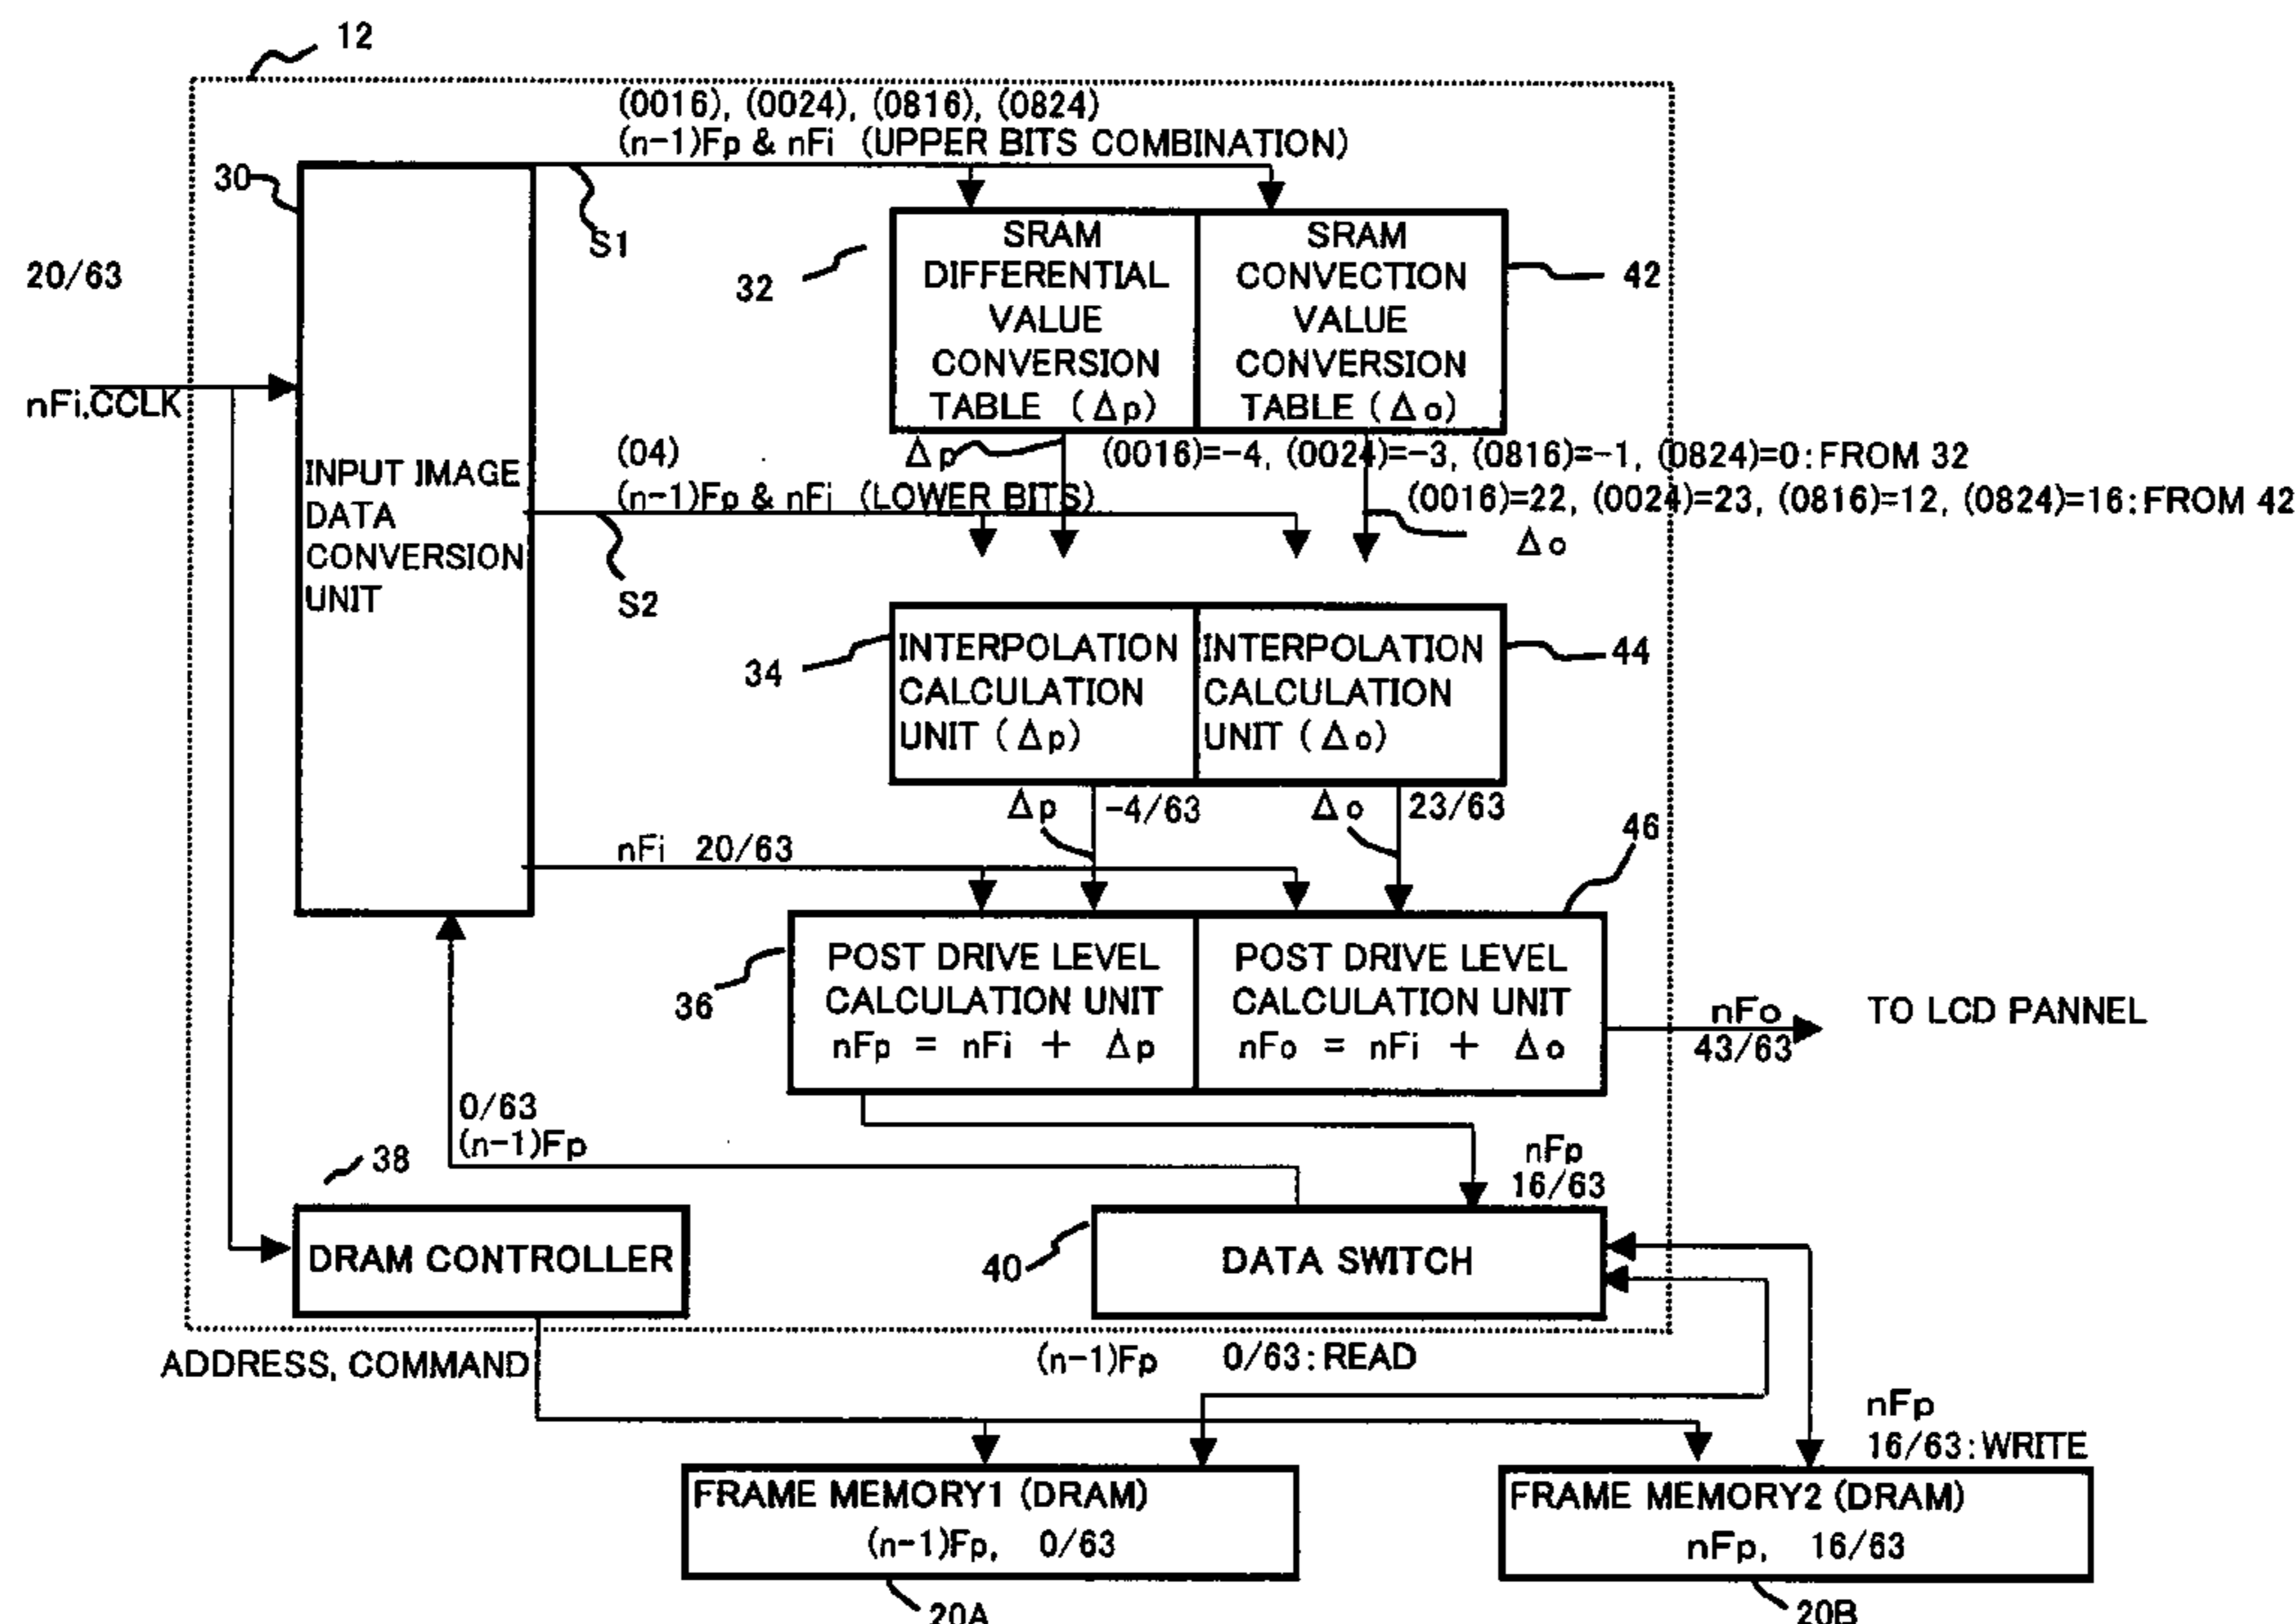 12
(0016), (0024), (0816), (0824)
(n-1)Fp & nFi (UPPER BITS COMBINATION)
30
S1
20/63
nFi,CCLK
INPUT IMAGE
DATA
CONVERSION
UNIT
32
SRAM
DIFFERENTIAL
VALUE
CONVERSION
TABLE (Δp)
SRAM
CONVECTION
VALUE
CONVERSION
TABLE (Δo)
42
(04)
(n-1)Fp & nFi (LOWER BITS)
S2
Δp
(0016)=-4, (0024)=-3, (0816)=-1, (0824)=0:FROM 32
(0016)=22, (0024)=23, (0816)=12, (0824)=16:FROM 42
Δo
34
INTERPOLATION
CALCULATION
UNIT (Δp)
INTERPOLATION
CALCULATION
UNIT (Δo)
44
Δp -4/63
Δo 23/63
nFi 20/63
46
36
POST DRIVE LEVEL
CALCULATION UNIT
nFp = nFi + Δp
POST DRIVE LEVEL
CALCULATION UNIT
nFo = nFi + Δo
nFo
43/63
TO LCD PANNEL
0/63
(n-1)Fp
nFp
16/63
38
DRAM CONTROLLER
40
DATA SWITCH
ADDRESS, COMMAND
(n-1)Fp 0/63:READ
nFp
16/63:WRITE
FRAME MEMORY1 (DRAM)
(n-1)Fp, 0/63
20A
FRAME MEMORY2 (DRAM)
nFp, 16/63
20B